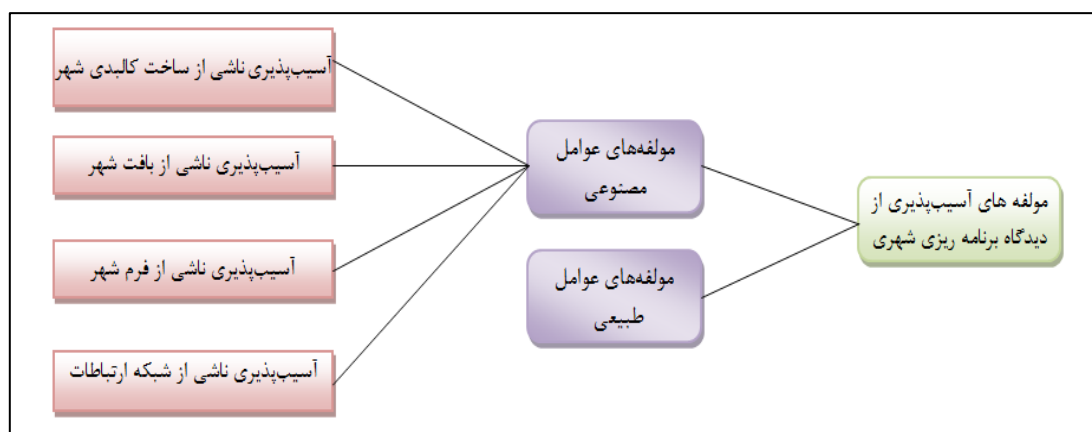 مولفه های آسیب‌پذیری از
دیدگاه برنامه ریزی شهری
مولفه‌های عوامل
مصنوعی
مولفه‌های عوامل
طبیعی
آسیب‌پذیری ناشی از ساخت کالبدی شهر
آسیب‌پذیری ناشی از بافت شهر
آسیب‌پذیری ناشی از فرم شهر
آسیب‌پذیری ناشی از شبکه ارتباطات